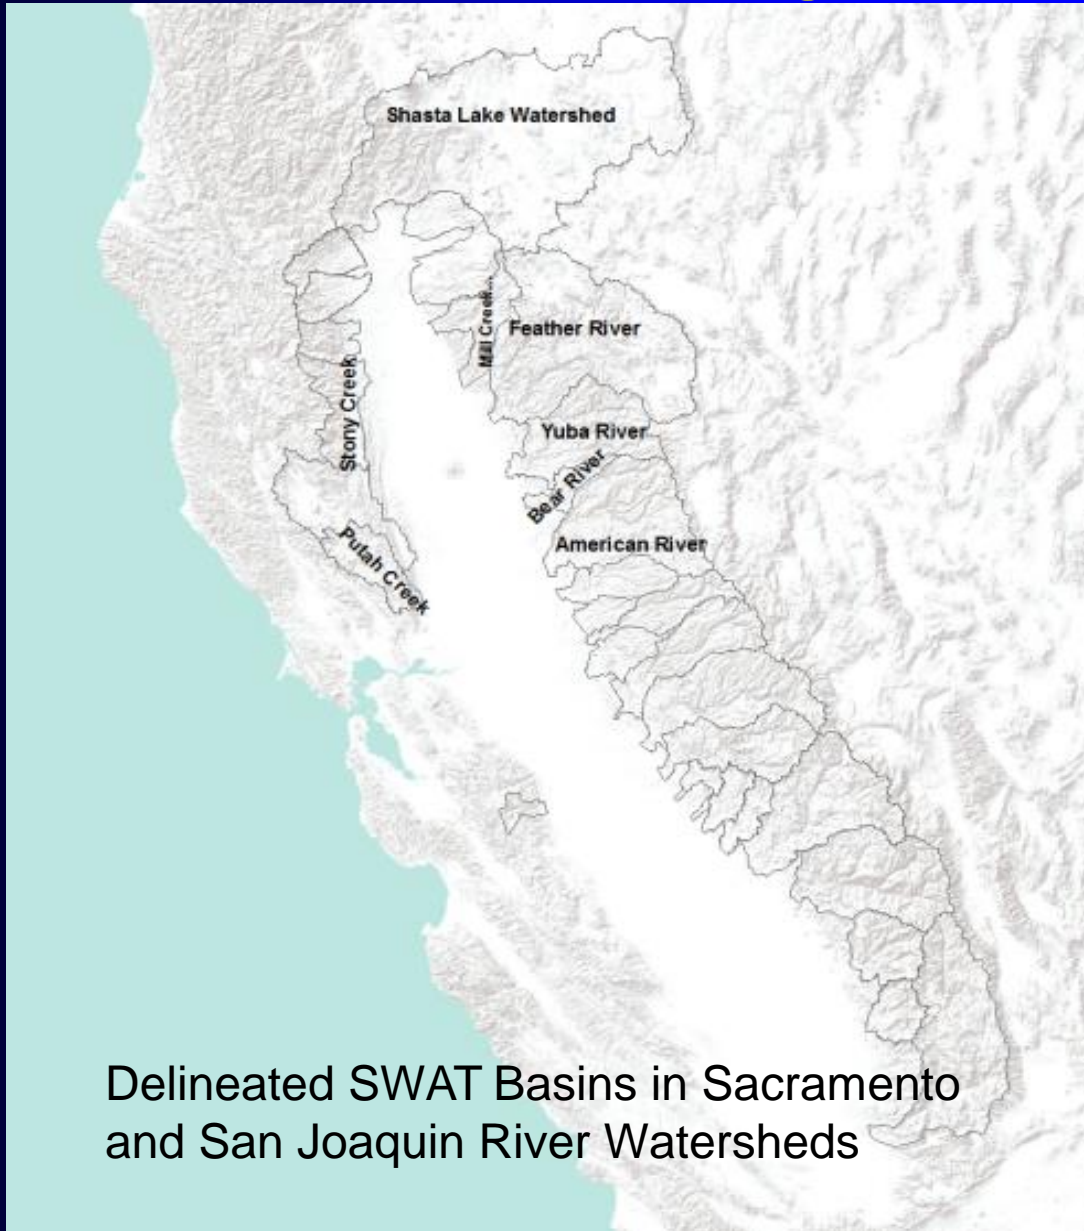 Shasta Lake Watershed
Mill Creek...
Feather River
Stony Creek
Yuba River
Bear River
American River
Putah Creek
Delineated SWAT Basins in Sacramento
and San Joaquin River Watersheds